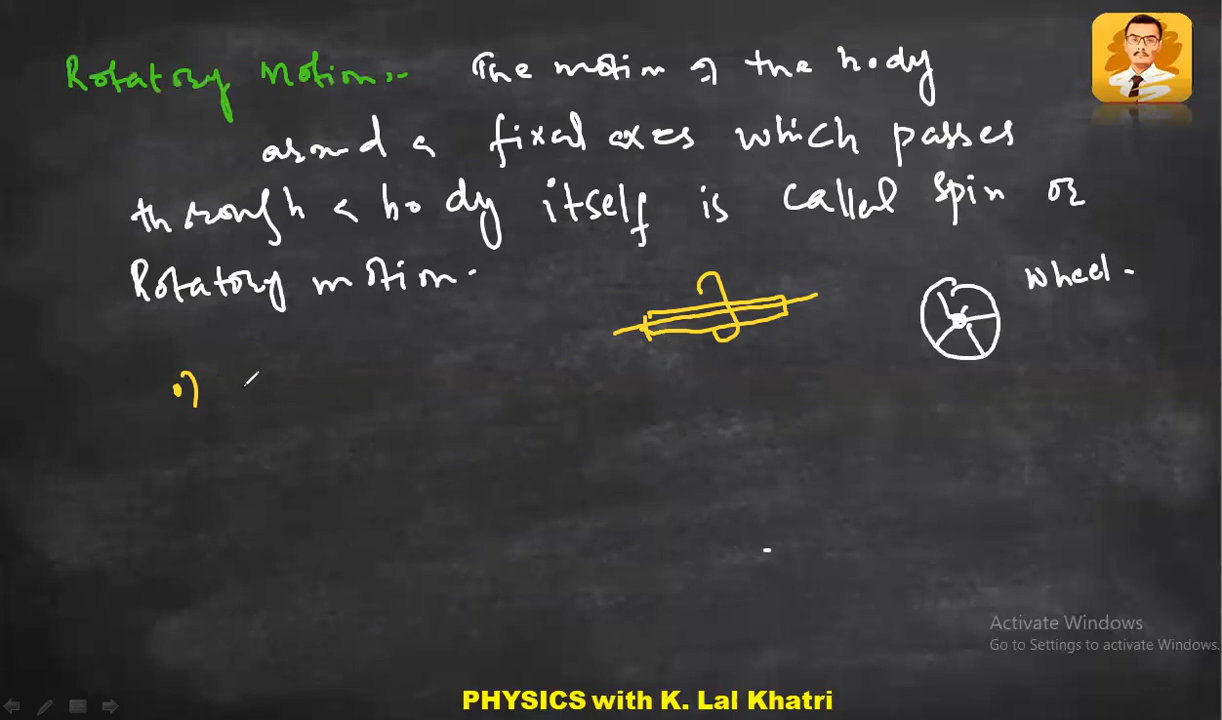 Rotatory Motion:- The motion of the body
around a fixed axes which passes
through a body itself is called spin or
Rotatory motion.
wheel.
Activate Windows
Go to Settings to activate Windows.
PHYSICS with K. Lal Khatri